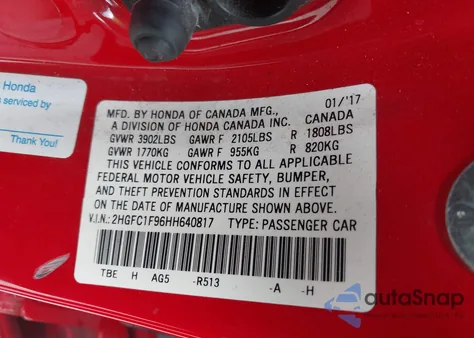 Honda
s serviced by
Thank You!
MFD. BY HONDA OF CANADA MFG., 01/'17
A DIVISION OF HONDA CANADA INC. CANADA
GVWR 3902LBS GAWR F 2105LBS R 1808LBS
GVWR 1770KG GAWR F 955KG R 820KG
THIS VEHICLE CONFORMS TO ALL APPLICABLE
FEDERAL MOTOR VEHICLE SAFETY, BUMPER,
AND THEFT PREVENTION STANDARDS IN EFFECT
ON THE DATE OF MANUFACTURE SHOWN ABOVE.
V.I.N.: 2HGFC1F96HH640817 TYPE: PASSENGER CAR
TBE H AG5 -R513 -A -H
autoSnap